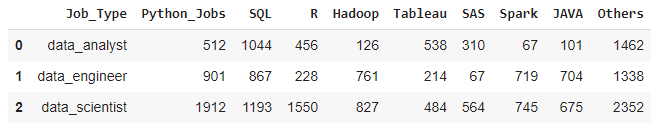 Job_Type Python_Jobs SQL R Hadoop Tableau SAS Spark JAVA Others
0 data_analyst 512 1044 456 126 538 310 67 101 1462
1 data_engineer 901 867 228 761 214 67 719 704 1338
2 data_scientist 1912 1193 1550 827 484 564 745 675 2352